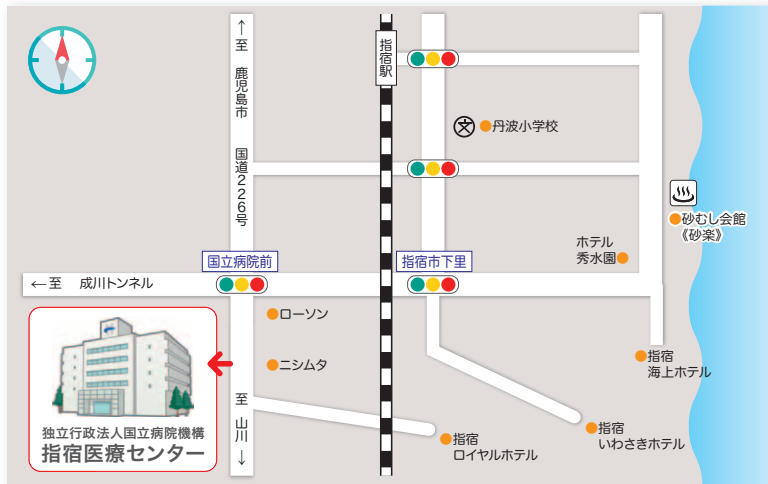 ↑至 鹿児島市 国道226号
指宿駅
丹波小学校
砂むし会館
《砂楽》
ホテル
秀水園
国立病院前
指宿市下里
←至 成川トンネル
ローソン
ニシムタ
指宿
海上ホテル
独立行政法人国立病院機構
指宿医療センター
至 山川↓
指宿
ロイヤルホテル
指宿
いわさきホテル